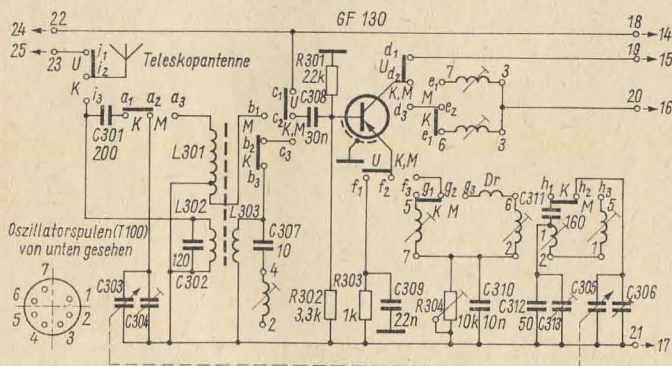 GF 130
24 22
18 14
25 23 U i1 i2
Teleskopantenne
K
i3 a1 a2 a3
K M
C301
200
L301
b1
M
b2
K
b3
c1
U
c2
K,M
c3
C308
30n
R301
22k
d1
U
d2
K,M
d3
M
K
e1 7 3
e2
e1 6 3
19 15
20 16
U K,M
f1 f2
f3 g1 g2 g3 Dr
K M
5 6
7 2
h1 K h2 h3
M
C311
160
1 5
2 1
L302
L303
120
C302
C307
10
4
2
Oszillatorspulen(T100)
von unten gesehen
7
6 1
5 2
4 3
C303
C304
R302
3,3k
R303
1k
C309
22n
R304
10k
C310
10n
C312
50
C313
C305
C306
21 17